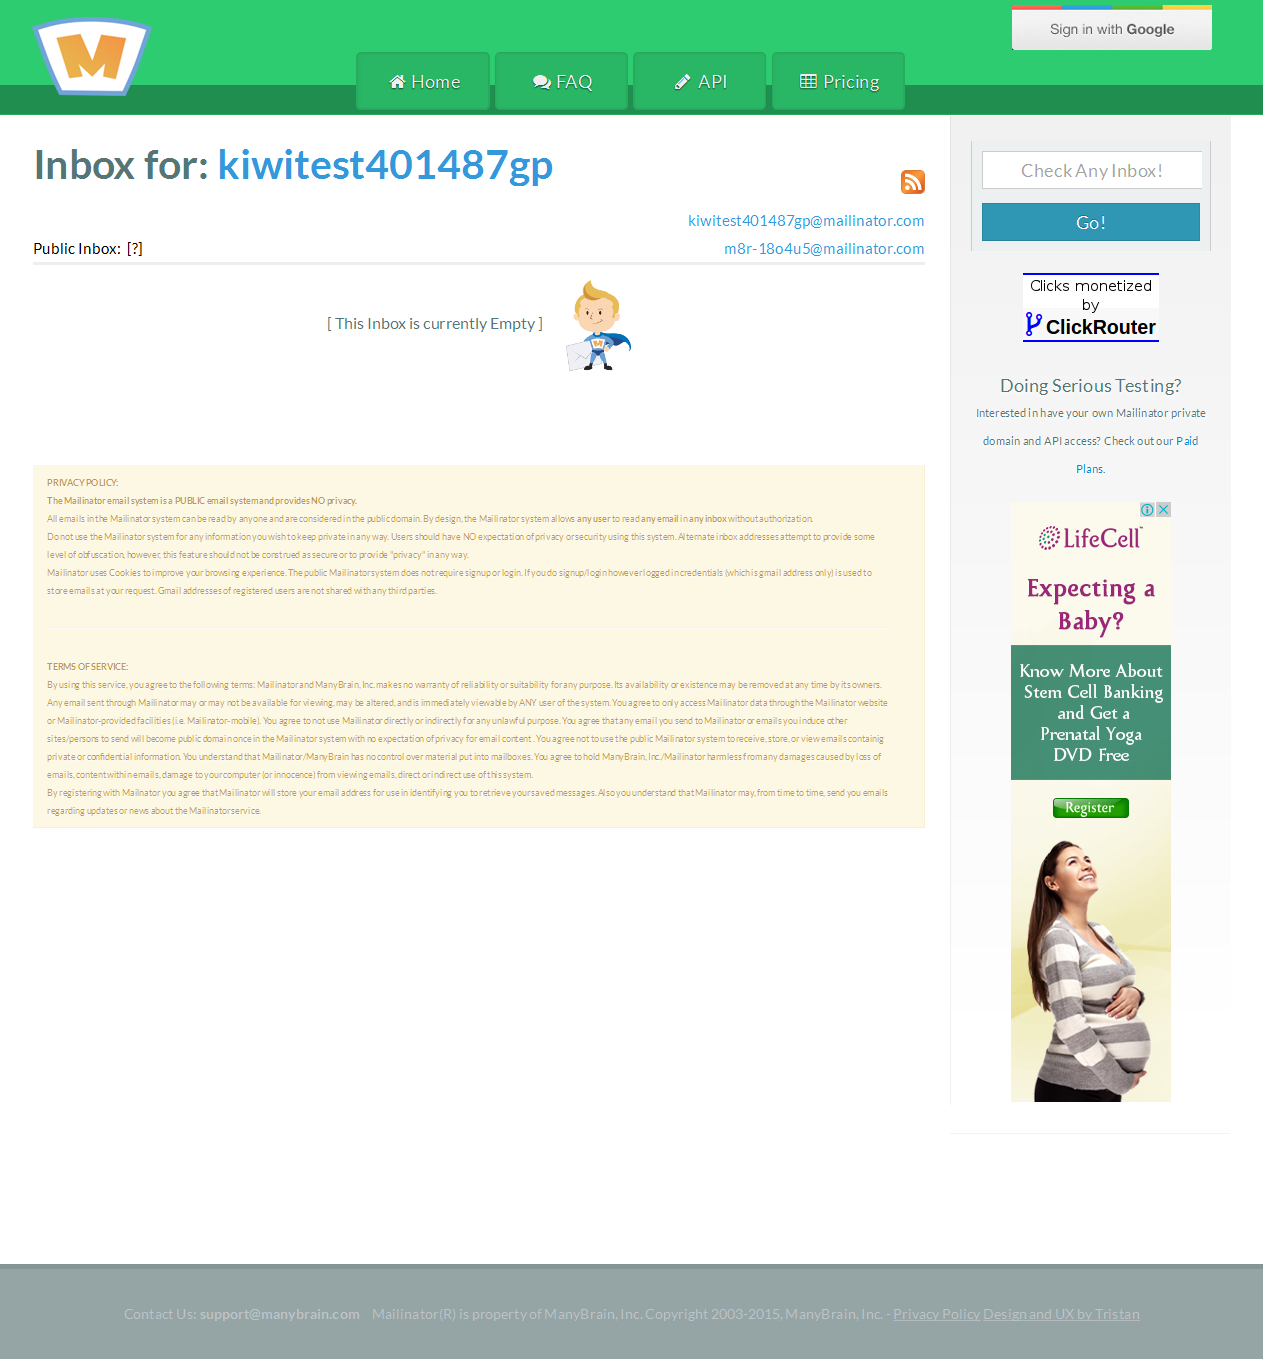 M
Sign in with Google
Home
FAQ
API
Pricing
Inbox for: kiwitest401487gp
kiwitest401487gp@mailinator.com
Public Inbox: [?]
m8r-18o4u5@mailinator.com
[ This Inbox is currently Empty ]
M
PRIVACY POLICY:
The Mailinator email system is a PUBLIC email system and provides NO privacy.
All emails in the Mailinator system can be read by anyone and are considered in the public domain. By design, the Mailinator system allows any user to read any email in any inbox without authorization.
Do not use the Mailinator system for any information you wish to keep private in any way. Users should have NO expectation of privacy or security using this system. Alternate inbox addresses attempt to provide some
level of obfuscation, however, this feature should not be construed as secure or to provide "privacy" in any way.
Mailinator uses Cookies to improve your browsing experience. The public Mailinator system does not require signup or login. If you do signup/login however logged in credentials (which is gmail address only) is used to
store emails at your request. Gmail addresses of registered users are not shared with any third parties.
TERMS OF SERVICE:
By using this service, you agree to the following terms: Mailinator and ManyBrain, Inc. makes no warranty of reliability or suitability for any purpose. Its availability or existence may be removed at any time by its owners.
Any email sent through Mailinator may or may not be available for viewing, may be altered, and is immediately viewable by ANY user of the system. You agree to only access Mailinator data through the Mailinator website
or Mailinator-provided facilities (i.e. Mailinator-mobile). You agree to not use Mailinator directly or indirectly for any unlawful purpose. You agree that any email you send to Mailinator or emails you induce other
sites/persons to send will become public domain once in the Mailinator system with no expectation of privacy for email content . You agree not to use the public Mailinator system to receive, store, or view emails containig
private or confidential information. You understand that Mailinator/ManyBrain has no control over material put into mailboxes. You agree to hold ManyBrain, Inc./Mailinator harmless from any damages caused by loss of
emails, content within emails, damage to your computer (or innocence) from viewing emails, direct or indirect use of this system.
By registering with Mailnator you agree that Mailinator will store your email address for use in identifying you to retrieve your saved messages. Also you understand that Mailinator may, from time to time, send you emails
regarding updates or news about the Mailinator service.
Check Any Inbox!
Go!
Clicks monetized
by
ClickRouter
Doing Serious Testing?
Interested in have your own Mailinator private
domain and API access? Check out our Paid
Plans.
LifeCell™
Expecting a
Baby?
Know More About
Stem Cell Banking
and Get a
Prenatal Yoga
DVD Free
Register
Contact Us: support@manybrain.com Mailinator(R) is property of ManyBrain, Inc. Copyright 2003-2015, ManyBrain, Inc. - Privacy Policy Design and UX by Tristan